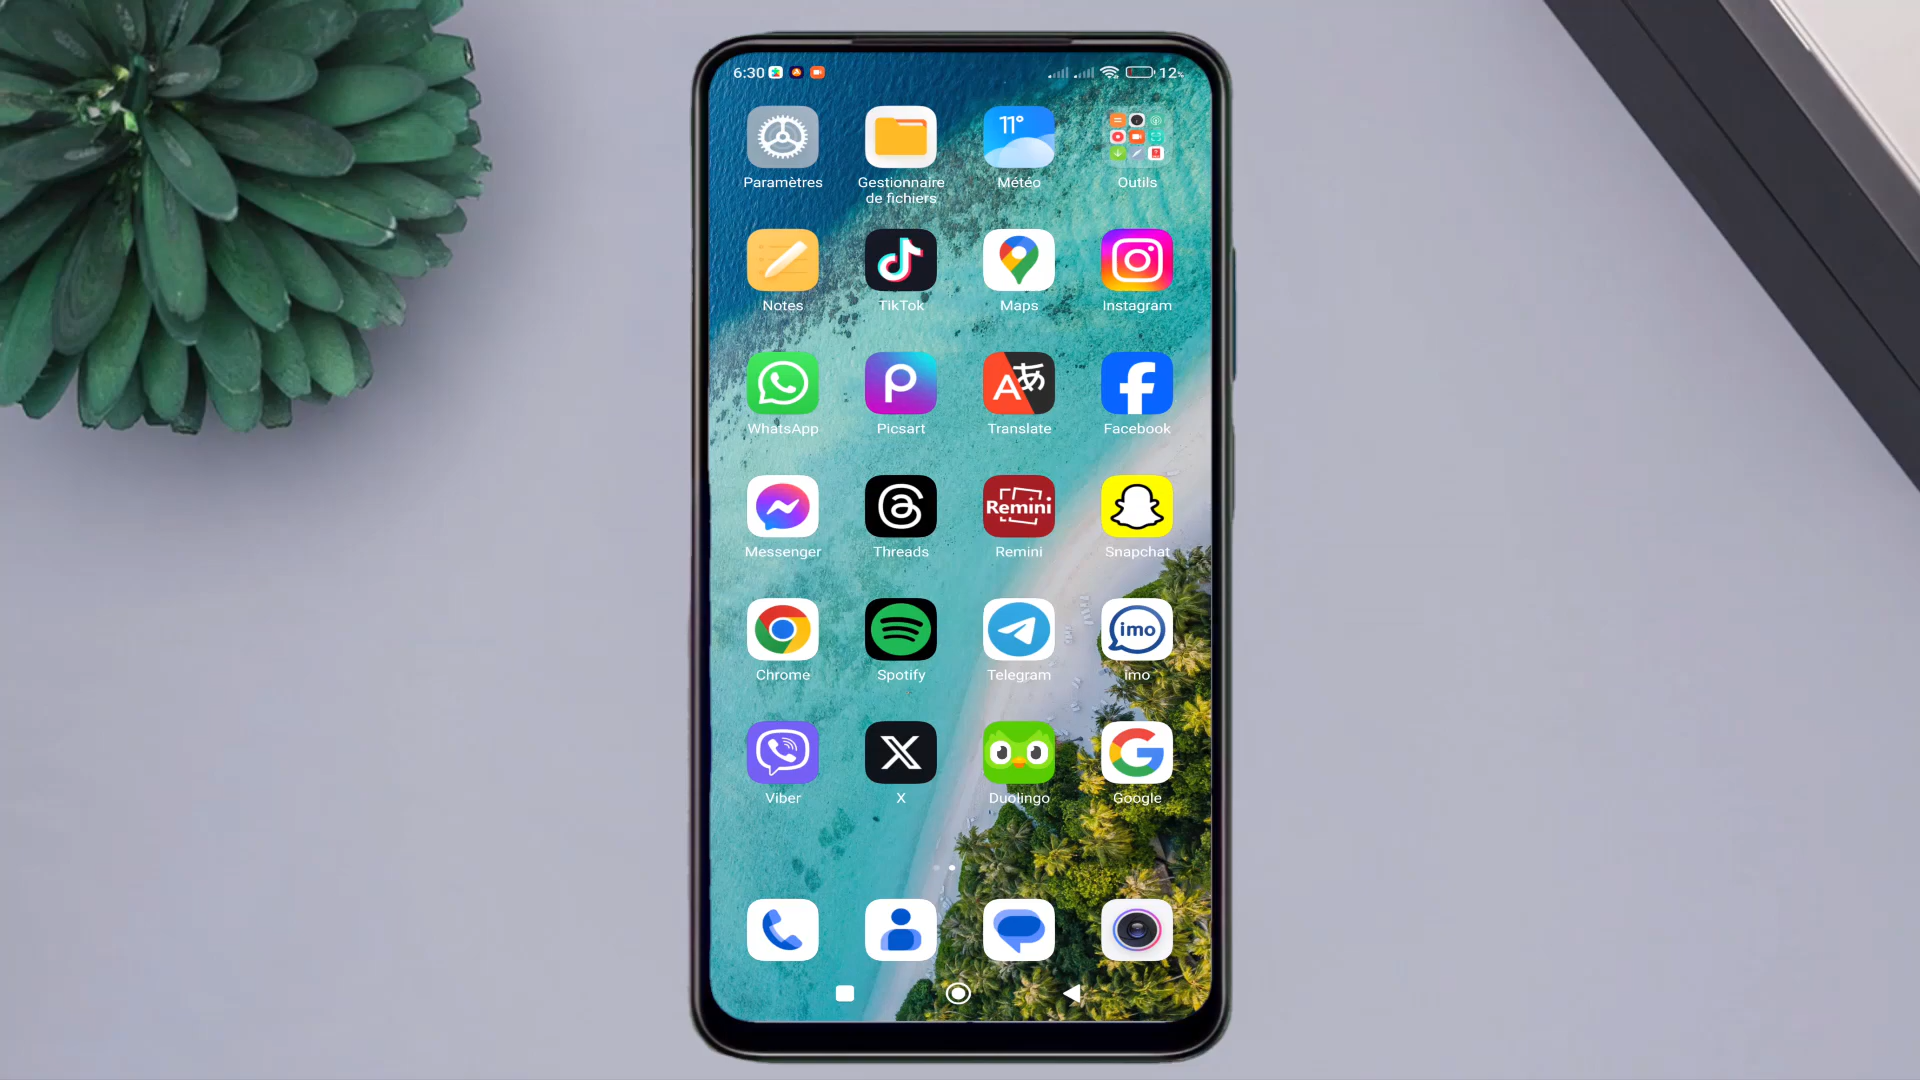 6:30
12%
11°
Paramètres
Gestionnaire
de fichiers
Météo
Outils
Notes
TikTok
Maps
Instagram
A あ
WhatsApp
Picsart
Translate
Facebook
Remini
Messenger
Threads
Remini
Snapchat
imo
Chrome
Spotify
Telegram
imo
Viber
X
Duolingo
Google